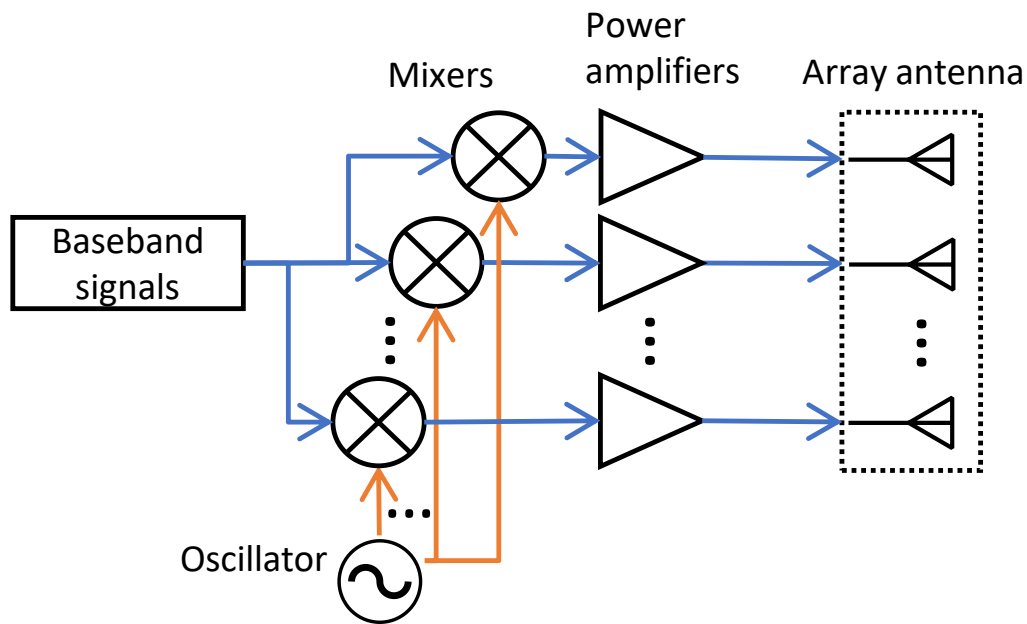 Power
amplifiers
Mixers
Array antenna
Baseband
signals
Oscillator